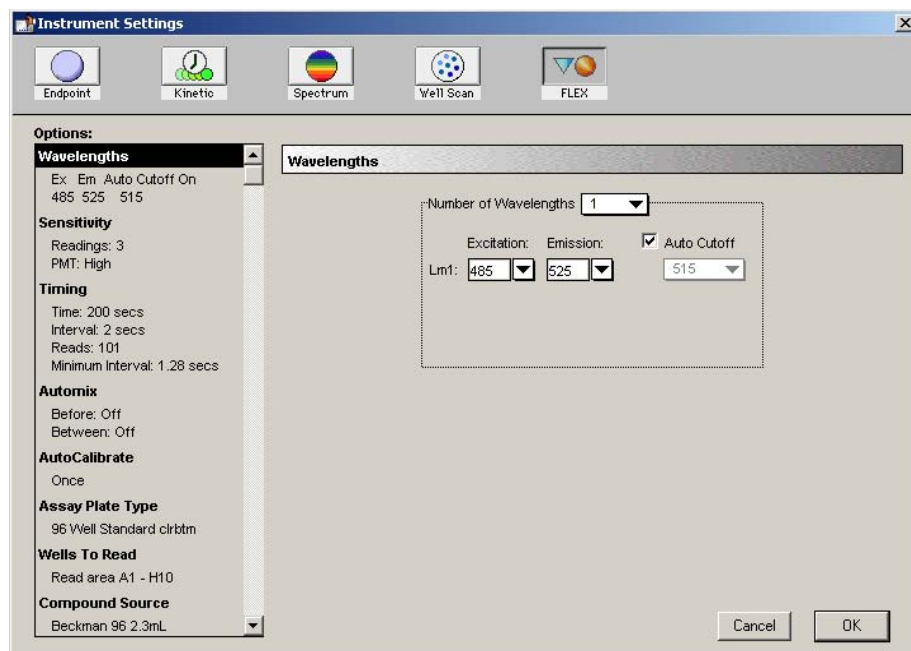 Instrument Settings
Endpoint
Kinetic
Spectrum
Well Scan
FLEX
Options:
Wavelengths
Ex Em Auto Cutoff On
485 525 515
Sensitivity
Readings: 3
PMT: High
Timing
Time: 200 secs
Interval: 2 secs
Reads: 101
Minimum Interval: 1.28 secs
Automix
Before: Off
Between: Off
AutoCalibrate
Once
Assay Plate Type
96 Well Standard clrbtm
Wells To Read
Read area A1 - H10
Compound Source
Beckman 96 2.3mL
Wavelengths
Number of Wavelengths 1
Excitation: Emission: Auto Cutoff
Lm1: 485 525 515
Cancel OK